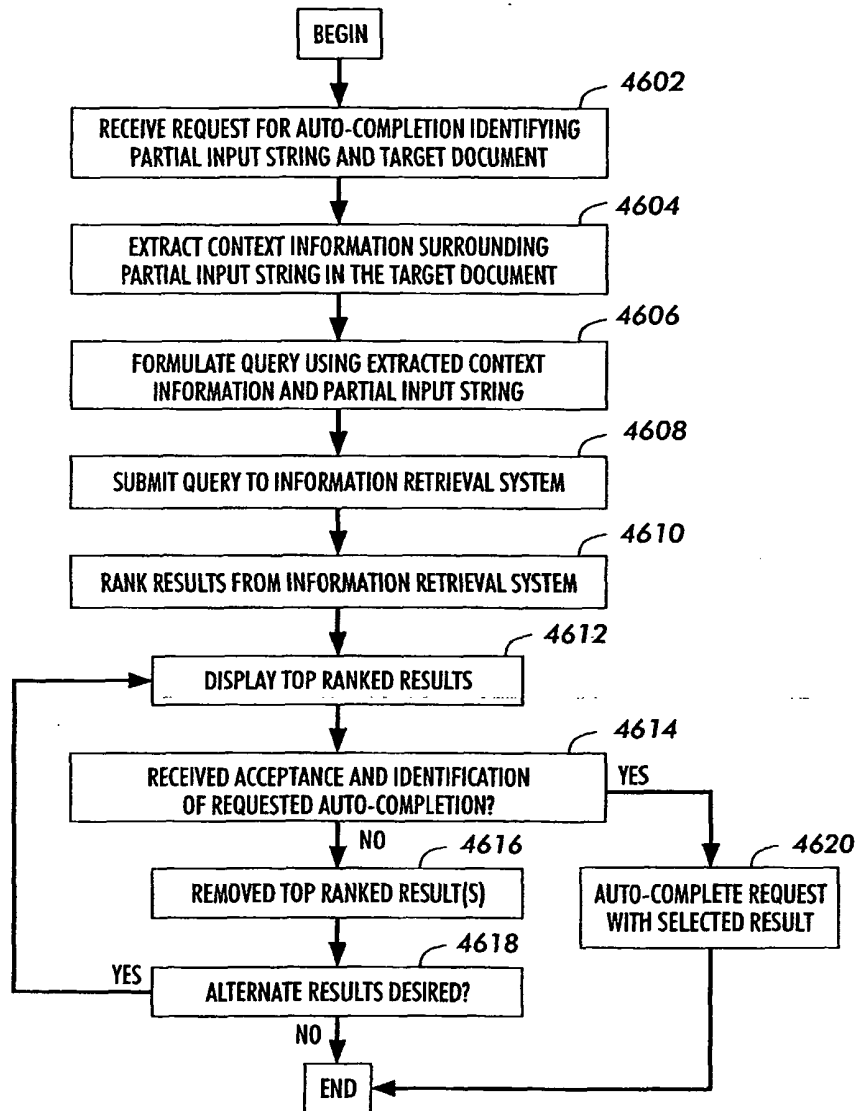 BEGIN
4602
RECEIVE REQUEST FOR AUTO-COMPLETION IDENTIFYING
PARTIAL INPUT STRING AND TARGET DOCUMENT
4604
EXTRACT CONTEXT INFORMATION SURROUNDING
PARTIAL INPUT STRING IN THE TARGET DOCUMENT
4606
FORMULATE QUERY USING EXTRACTED CONTEXT
INFORMATION AND PARTIAL INPUT STRING
4608
SUBMIT QUERY TO INFORMATION RETRIEVAL SYSTEM
4610
RANK RESULTS FROM INFORMATION RETRIEVAL SYSTEM
4612
DISPLAY TOP RANKED RESULTS
4614
RECEIVED ACCEPTANCE AND IDENTIFICATION
OF REQUESTED AUTO-COMPLETION?
YES
NO
4616
REMOVED TOP RANKED RESULT(S)
4620
AUTO-COMPLETE REQUEST
WITH SELECTED RESULT
4618
YES
ALTERNATE RESULTS DESIRED?
NO
END